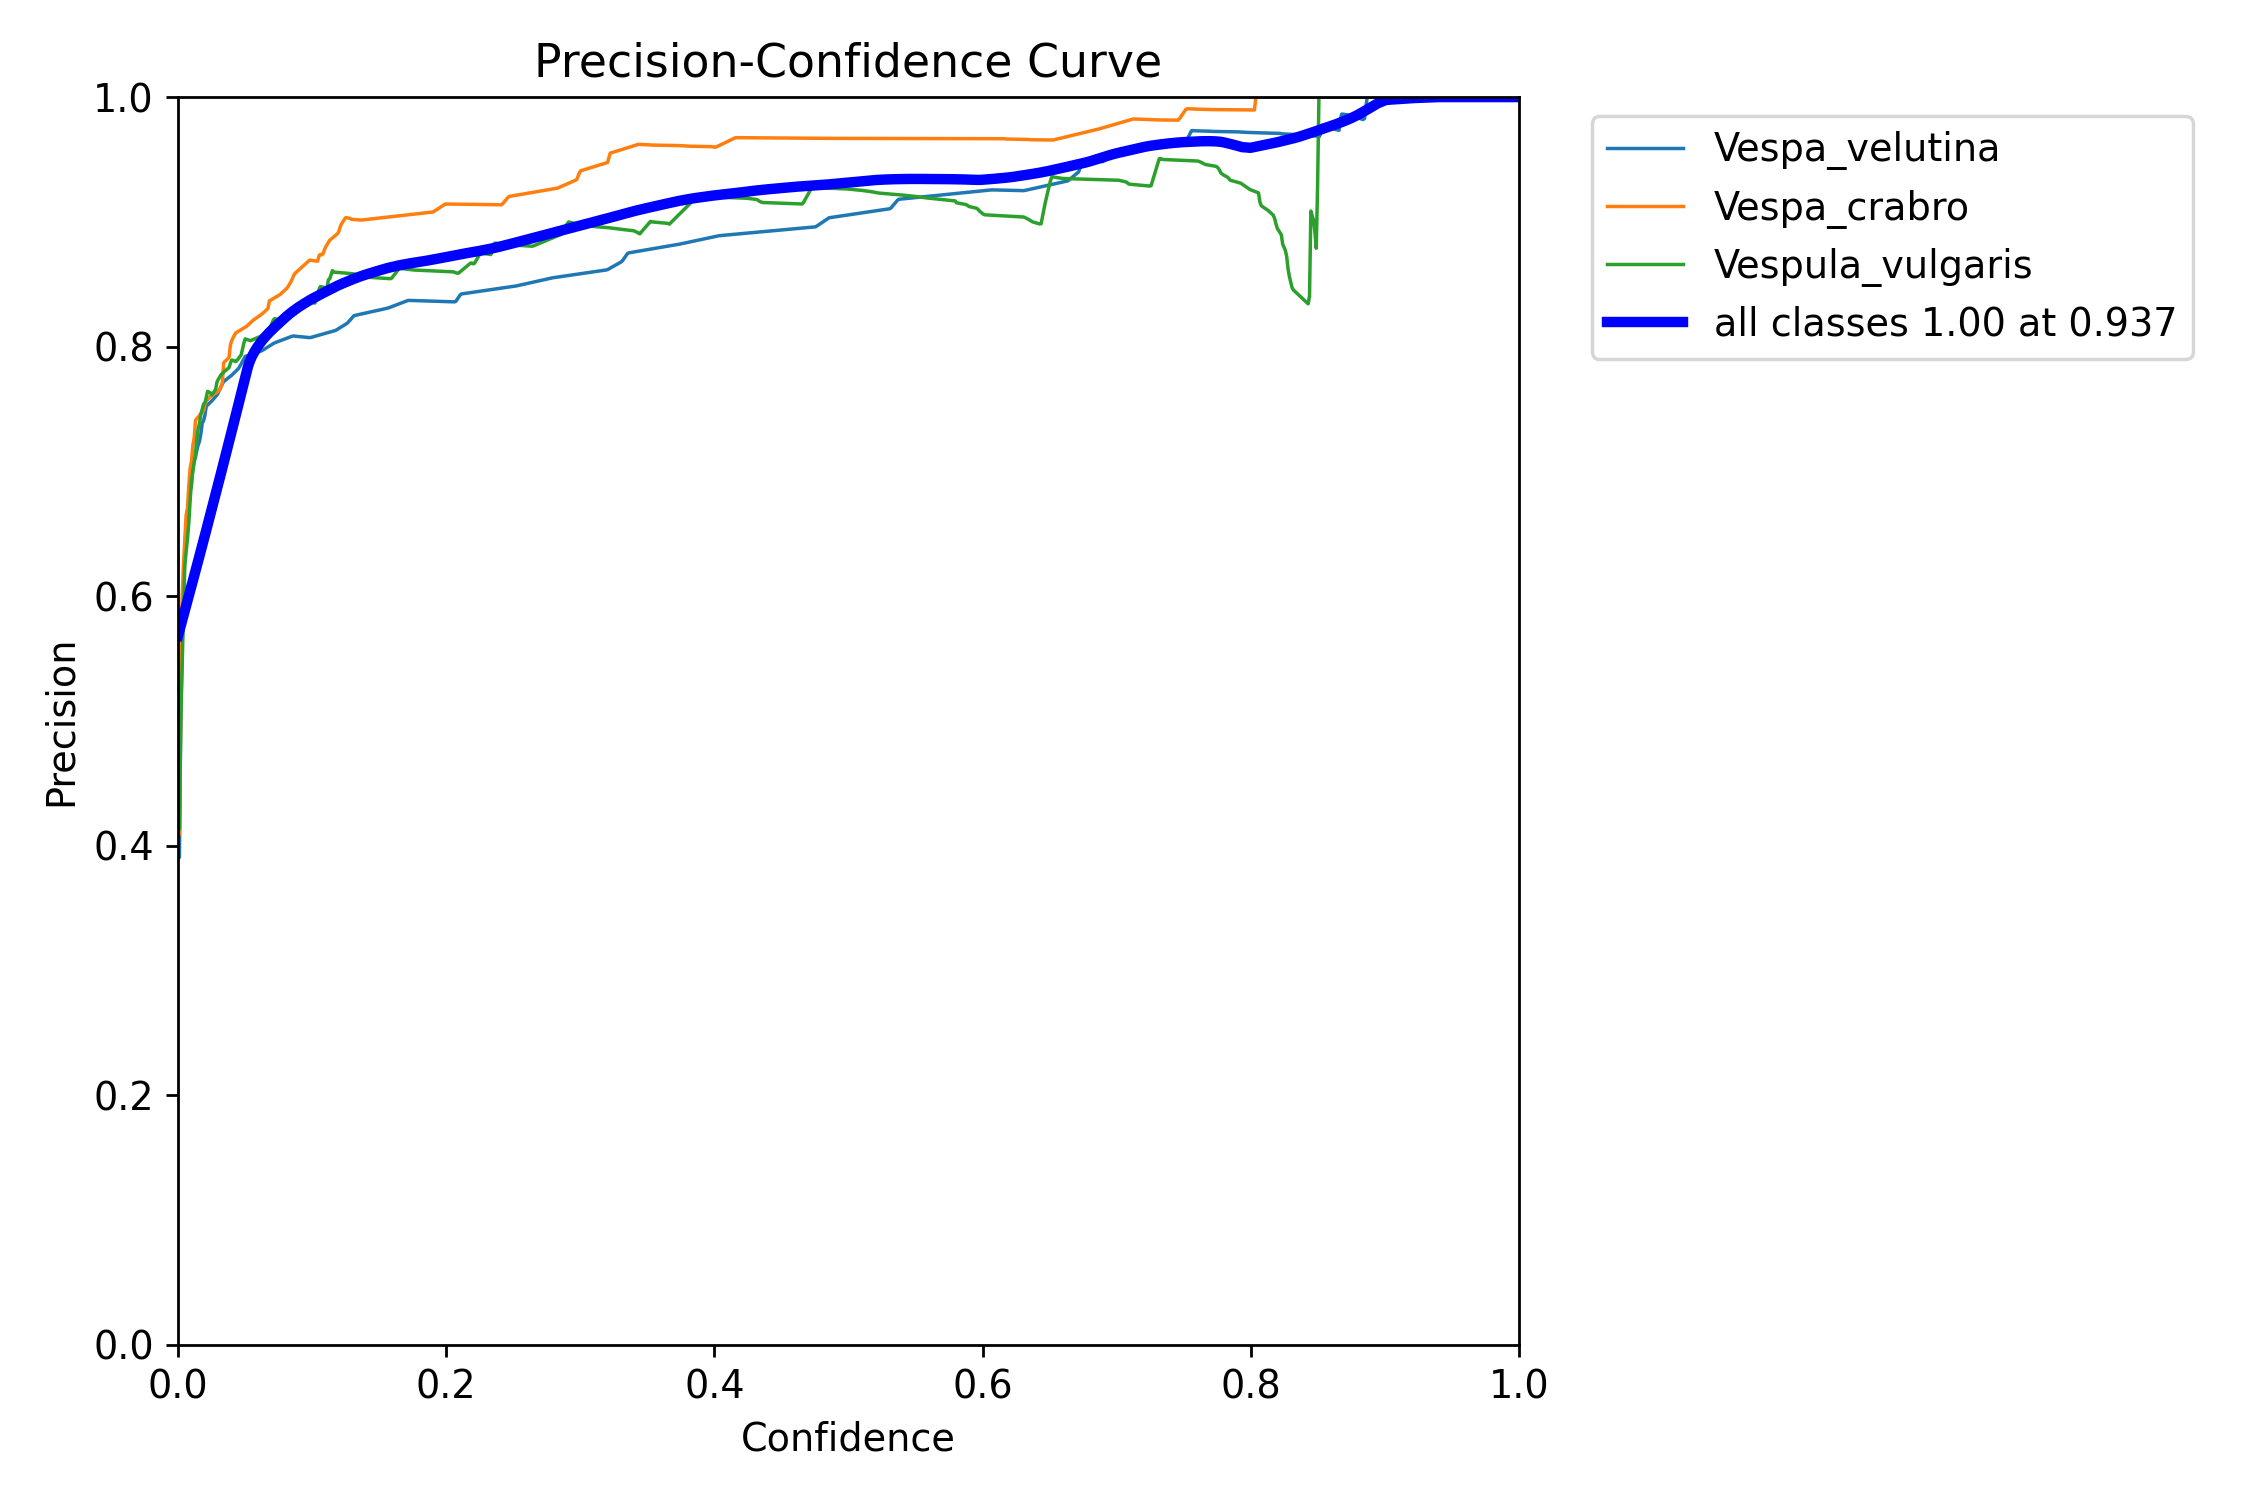 Precision-Confidence Curve
1.0
0.8
0.6
0.4
0.2
0.0
Precision
0.0 0.2 0.4 0.6 0.8 1.0
Confidence
Vespa_velutina
Vespa_crabro
Vespula_vulgaris
all classes 1.00 at 0.937